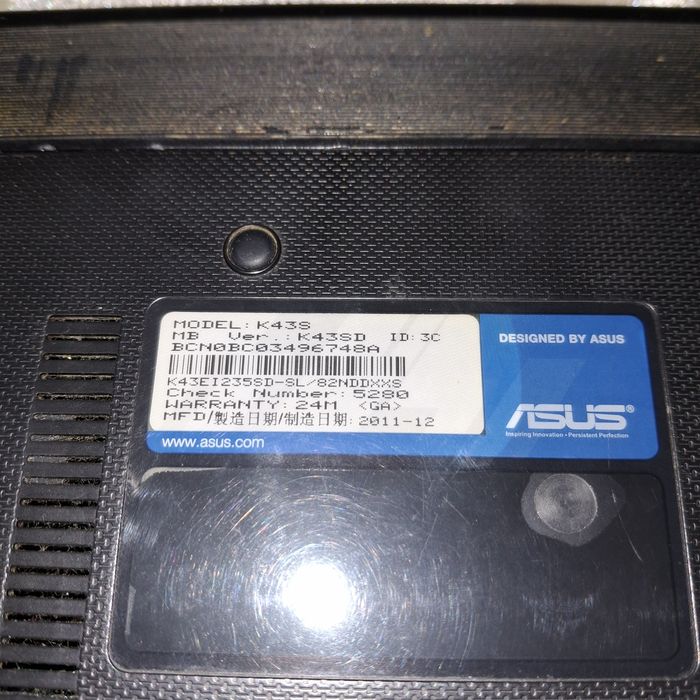 MODEL: K43S
MB Ver.: K43SD ID: 3C
BCN0BC03496748A
K43EI235SD-SL/82NDDXXS
Check Number: 5280
WARRANTY: 24M <GA>
MFD/製造日期/制造日期: 2011-12
www.asus.com
DESIGNED BY ASUS
ASUS®
Inspiring Innovation • Persistent Perfection